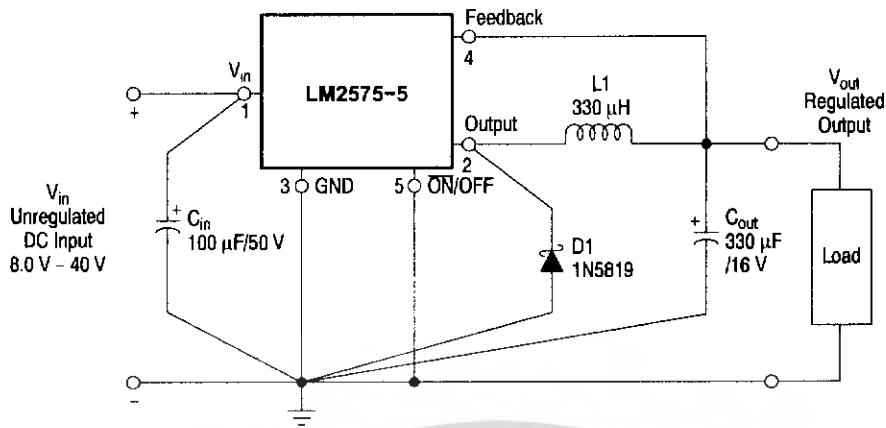 Feedback
4
V_in
1
+
LM2575-5
Output
2
L1
330 μH
V_out
Regulated
Output
3 GND
5 O̅N̅/OFF
V_in
Unregulated
DC Input
8.0 V – 40 V
+
C_in
100 μF/50 V
D1
1N5819
+
C_out
330 μF
/16 V
Load
–